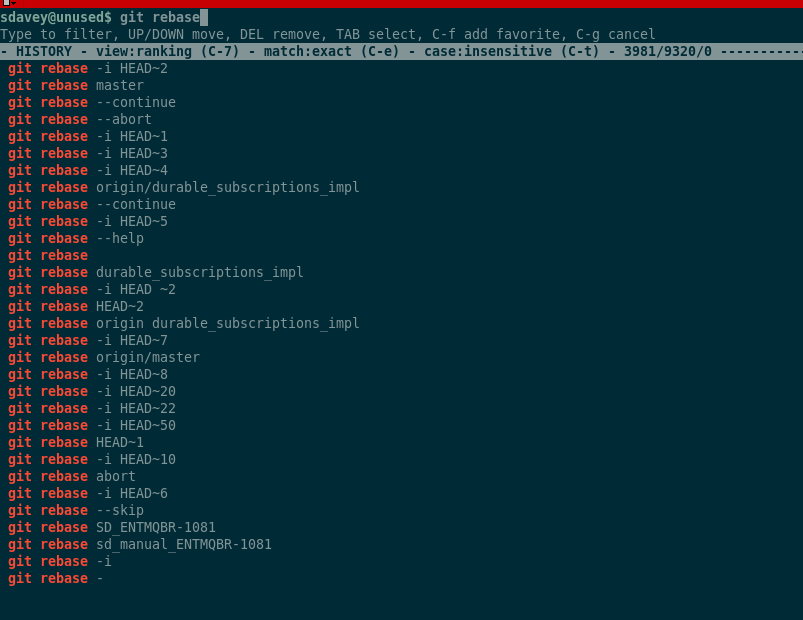 sdavey@unused$ git rebase
Type to filter, UP/DOWN move, DEL remove, TAB select, C-f add favorite, C-g cancel
- HISTORY - view:ranking (C-7) - match:exact (C-e) - case:insensitive (C-t) - 3981/9320/0 -----------
git rebase -i HEAD~2
git rebase master
git rebase --continue
git rebase --abort
git rebase -i HEAD~1
git rebase -i HEAD~3
git rebase -i HEAD~4
git rebase origin/durable_subscriptions_impl
git rebase --continue
git rebase -i HEAD~5
git rebase --help
git rebase
git rebase durable_subscriptions_impl
git rebase -i HEAD ~2
git rebase HEAD~2
git rebase origin durable_subscriptions_impl
git rebase -i HEAD~7
git rebase origin/master
git rebase -i HEAD~8
git rebase -i HEAD~20
git rebase -i HEAD~22
git rebase -i HEAD~50
git rebase HEAD~1
git rebase -i HEAD~10
git rebase abort
git rebase -i HEAD~6
git rebase --skip
git rebase SD_ENTMQBR-1081
git rebase sd_manual_ENTMQBR-1081
git rebase -i
git rebase -